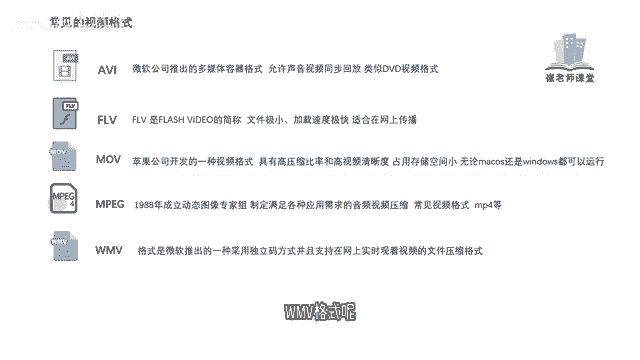 常见的视频格式
AVI 微软公司推出的多媒体容器格式 允许声音视频同步回放 类似DVD视频格式
崔老师课堂
FLV
FLV FLV 是FLASH VIDEO的简称 文件极小、加载速度极快 适合在网上传播
MOV
MOV 苹果公司开发的一种视频格式 具有高压缩比率和高视频清晰度 占用存储空间小 无论macos还是windows都可以运行
MPEG
4
MPEG 1988年成立动态图像专家组 制定满足各种应用需求的音频视频压缩 常见视频格式 mp4等
WMV
WMV 格式是微软推出的一种采用独立码方式并且支持在网上实时观看视频的文件压缩格式
WMV格式呢